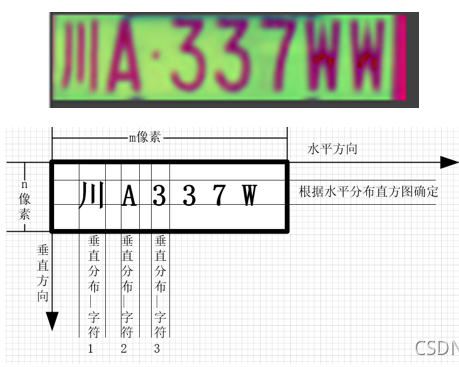 川A·337WW
m像素
水平方向
n像素
川 A 3 3 7 W
根据水平分布直方图确定
垂直方向
垂直分布—字符1
垂直分布—字符2
垂直分布—字符3
CSDN